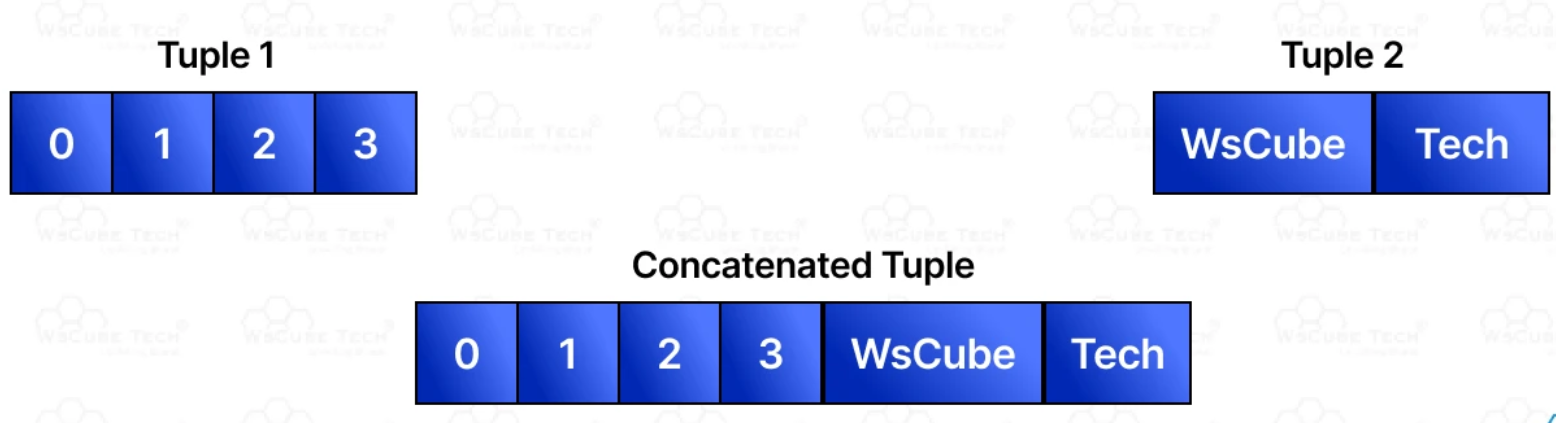 Tuple 1
Tuple 2
0 1 2 3
WsCube Tech
Concatenated Tuple
0 1 2 3 WsCube Tech